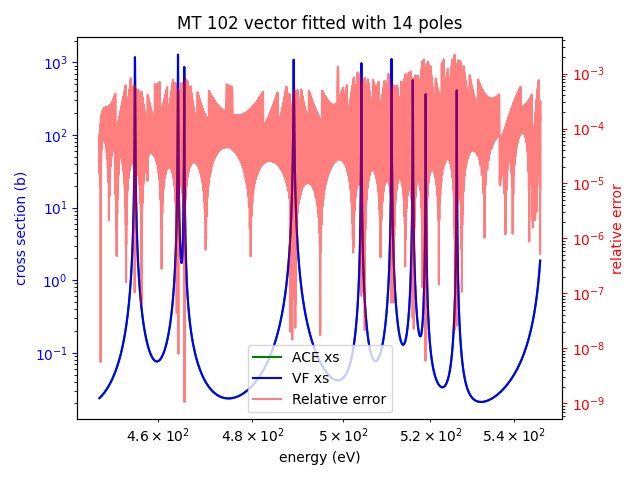 MT 102 vector fitted with 14 poles
cross section (b)
10³
10²
10¹
10⁰
10⁻¹
10⁻³
10⁻⁴
10⁻⁵
10⁻⁶
10⁻⁷
10⁻⁸
10⁻⁹
relative error
ACE xs
VF xs
Relative error
4.6 × 10² 4.8 × 10² 5 × 10² 5.2 × 10² 5.4 × 10²
energy (eV)